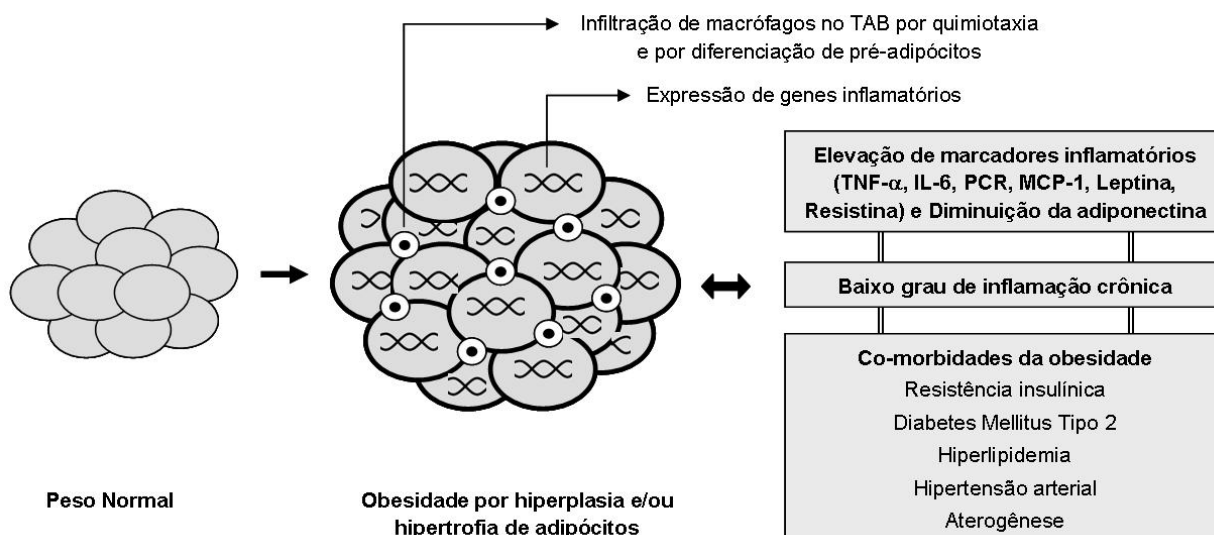 Infiltração de macrófagos no TAB por quimiotaxia
e por diferenciação de pré-adipócitos
Expressão de genes inflamatórios
Elevação de marcadores inflamatórios
(TNF-α, IL-6, PCR, MCP-1, Leptina,
Resistina) e Diminuição da adiponectina
Baixo grau de inflamação crônica
Co-morbidades da obesidade
Resistência insulínica
Diabetes Mellitus Tipo 2
Hiperlipidemia
Hipertensão arterial
Aterogênese
Peso Normal
Obesidade por hiperplasia e/ou
hipertrofia de adipócitos